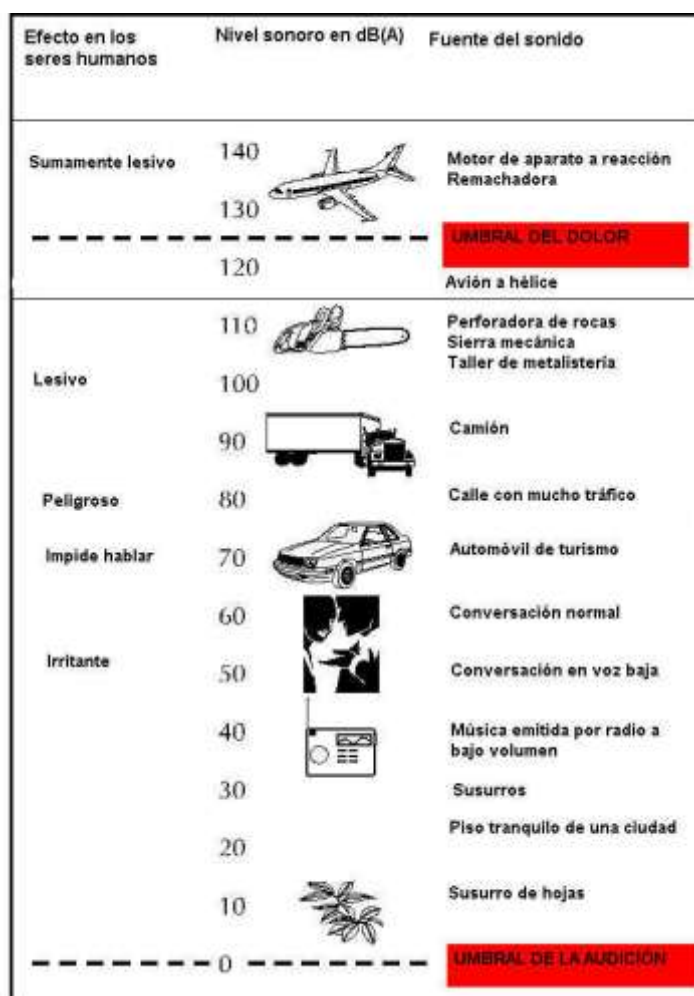 Efecto en los
seres humanos
Nivel sonoro en dB(A)
Fuente del sonido
Sumamente lesivo
140
Motor de aparato a reacción
Remachadora
130
UMBRAL DEL DOLOR
120
Avión a hélice
110
Perforadora de rocas
Sierra mecánica
Taller de metalistería
Lesivo
100
90
Camión
Peligroso
80
Calle con mucho tráfico
Impide hablar
70
Automóvil de turismo
60
Conversación normal
Irritante
50
Conversación en voz baja
40
Música emitida por radio a
bajo volumen
30
Susurros
20
Piso tranquilo de una ciudad
10
Susurro de hojas
0
UMBRAL DE LA AUDICIÓN